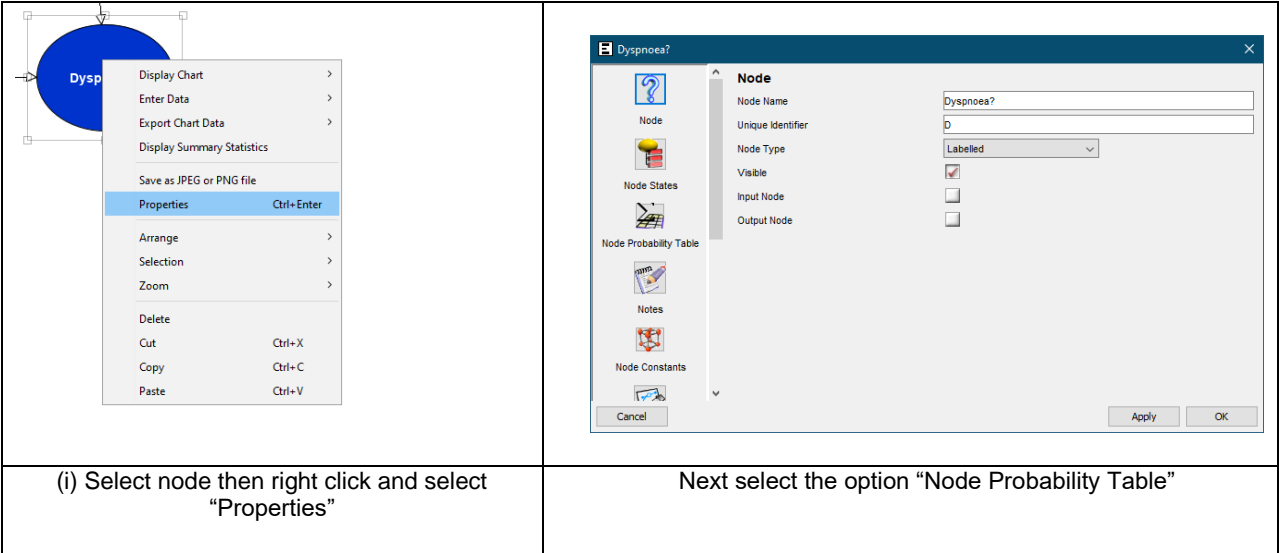 Dysp
Display Chart
Enter Data
Export Chart Data
Display Summary Statistics
Save as JPEG or PNG file
Properties Ctrl+Enter
Arrange
Selection
Zoom
Delete
Cut Ctrl+X
Copy Ctrl+C
Paste Ctrl+V
(i) Select node then right click and select
“Properties”
Dyspnoea?
Node
Node States
Node Probability Table
Notes
Node Constants
Node
Node Name Dyspnoea?
Unique Identifier D
Node Type Labelled
Visible
Input Node
Output Node
Cancel Apply OK
Next select the option “Node Probability Table”